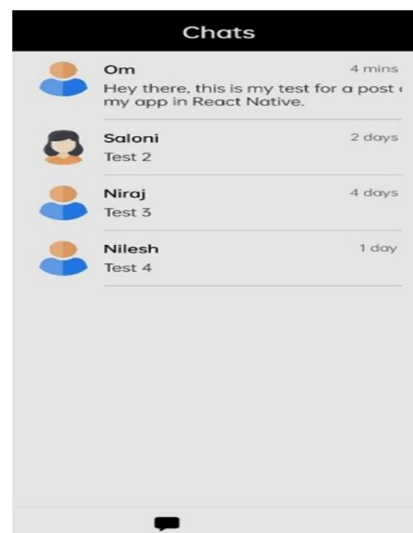 Chats
Om 4 mins
Hey there, this is my test for a post
my app in React Native.
Saloni 2 days
Test 2
Niraj 4 days
Test 3
Nilesh 1 day
Test 4